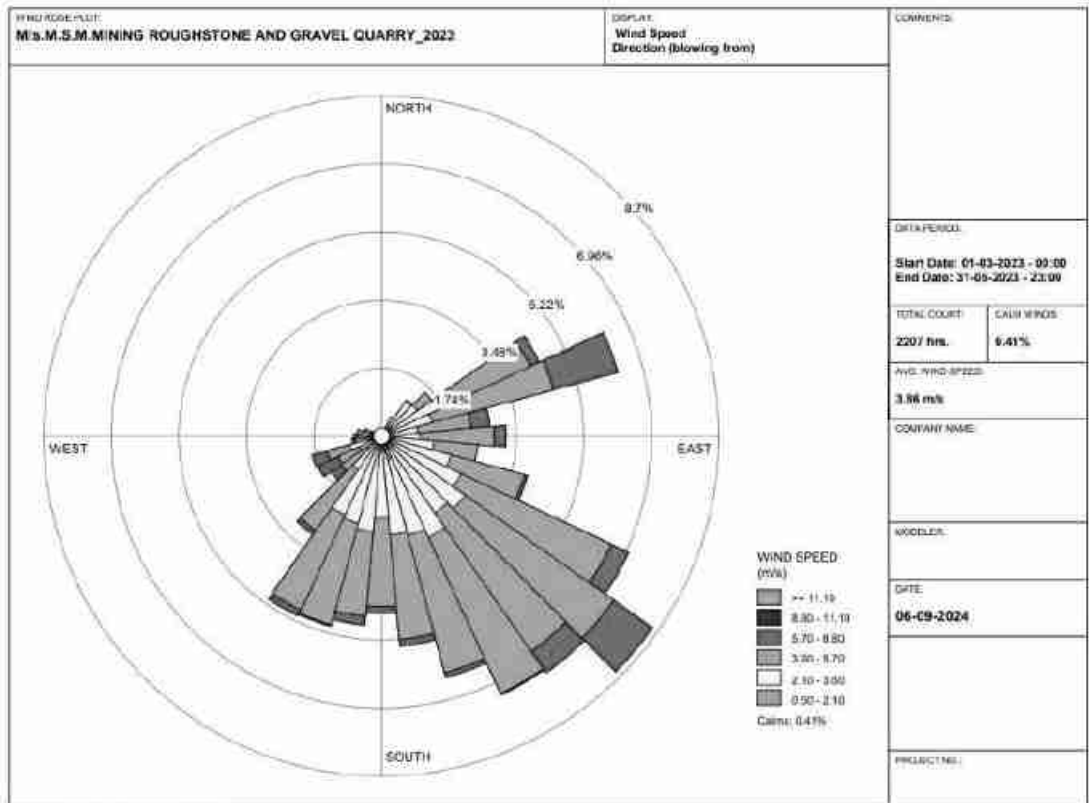 WIND ROSE PLOT:
M/s.M.S.M.MINING ROUGHSTONE AND GRAVEL QUARRY_2023
DISPLAY:
Wind Speed
Direction (blowing from)
COMMENTS:
NORTH
8.7%
6.96%
5.22%
3.48%
1.74%
WEST
EAST
SOUTH
WIND SPEED
(m/s)
>= 11.10
8.80 - 11.10
5.70 - 8.80
3.60 - 5.70
2.10 - 3.60
0.50 - 2.10
Calms: 0.41%
DATA PERIOD:
Start Date: 01-03-2023 - 00:00
End Date: 31-05-2023 - 23:00
TOTAL COUNT:
2207 hrs.
CALM WINDS:
0.41%
AVG. WIND SPEED:
m/s
COMPANY NAME:
MODELER:
DATE:
06-09-2024
PROJECT NO.: